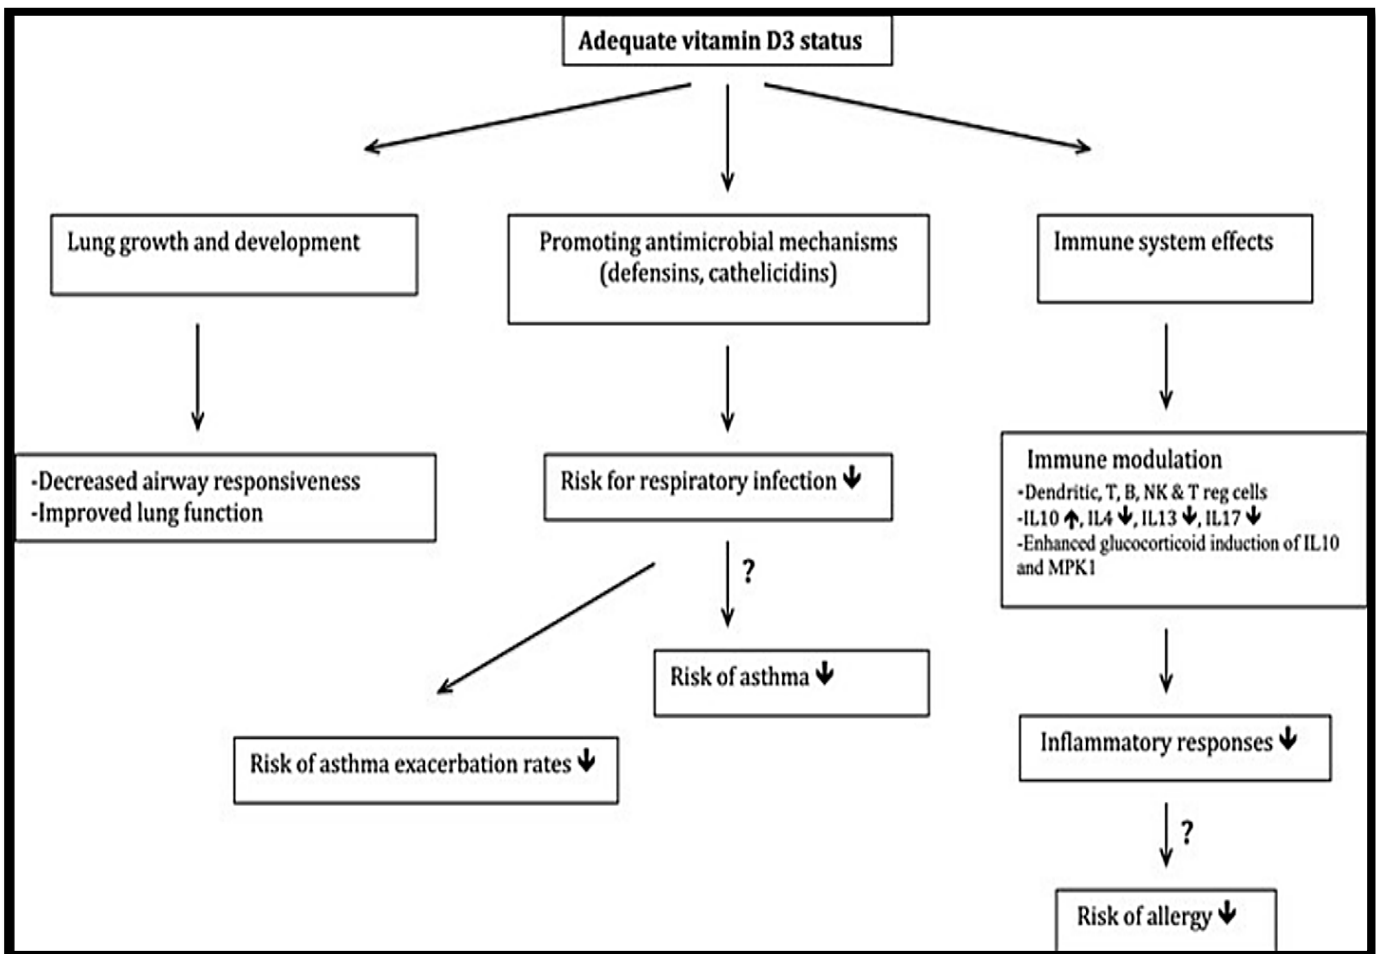 Adequate vitamin D3 status
Lung growth and development
Promoting antimicrobial mechanisms
(defensins, cathelicidins)
Immune system effects
-Decreased airway responsiveness
-Improved lung function
Risk for respiratory infection ↓
Immune modulation
-Dendritic, T, B, NK & T reg cells
-IL10 ↑, IL4 ↓, IL13 ↓, IL17 ↓
-Enhanced glucocorticoid induction of IL10
and MPK1
?
Risk of asthma ↓
Risk of asthma exacerbation rates ↓
Inflammatory responses ↓
?
Risk of allergy ↓